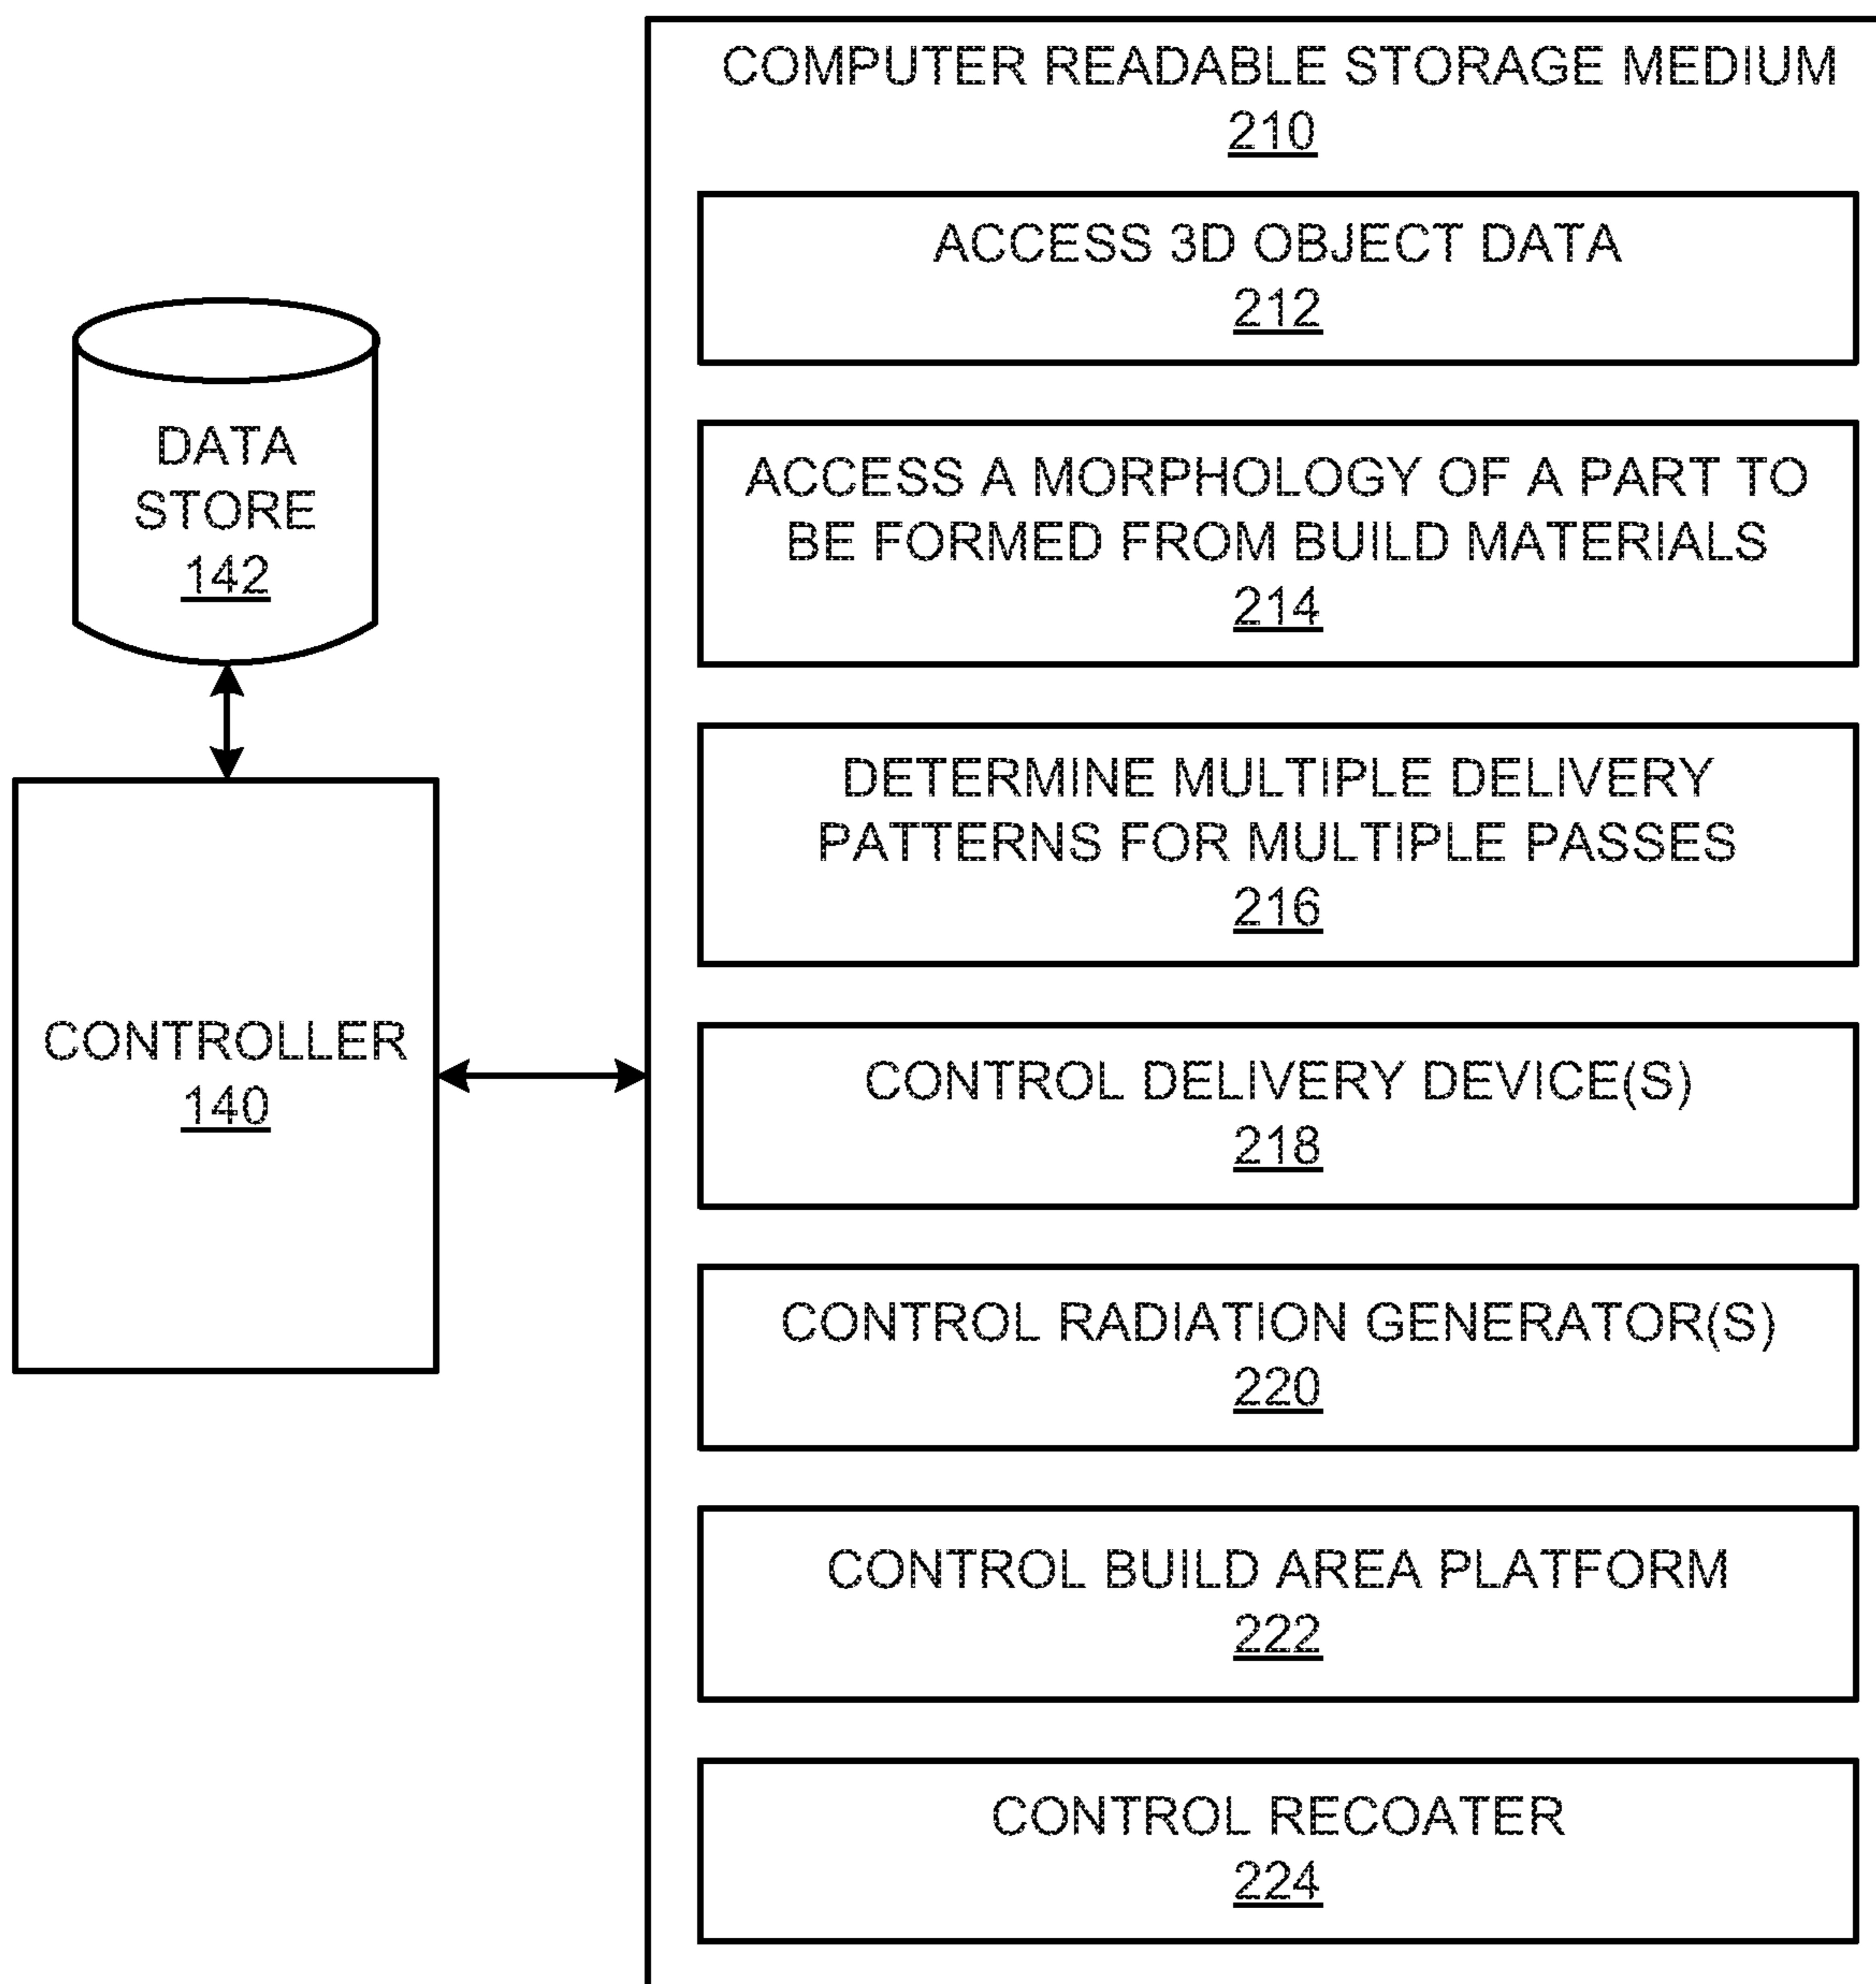 COMPUTER READABLE STORAGE MEDIUM
210
ACCESS 3D OBJECT DATA
212
ACCESS A MORPHOLOGY OF A PART TO
BE FORMED FROM BUILD MATERIALS
214
DETERMINE MULTIPLE DELIVERY
PATTERNS FOR MULTIPLE PASSES
216
CONTROL DELIVERY DEVICE(S)
218
CONTROL RADIATION GENERATOR(S)
220
CONTROL BUILD AREA PLATFORM
222
CONTROL RECOATER
224
DATA
STORE
142
CONTROLLER
140